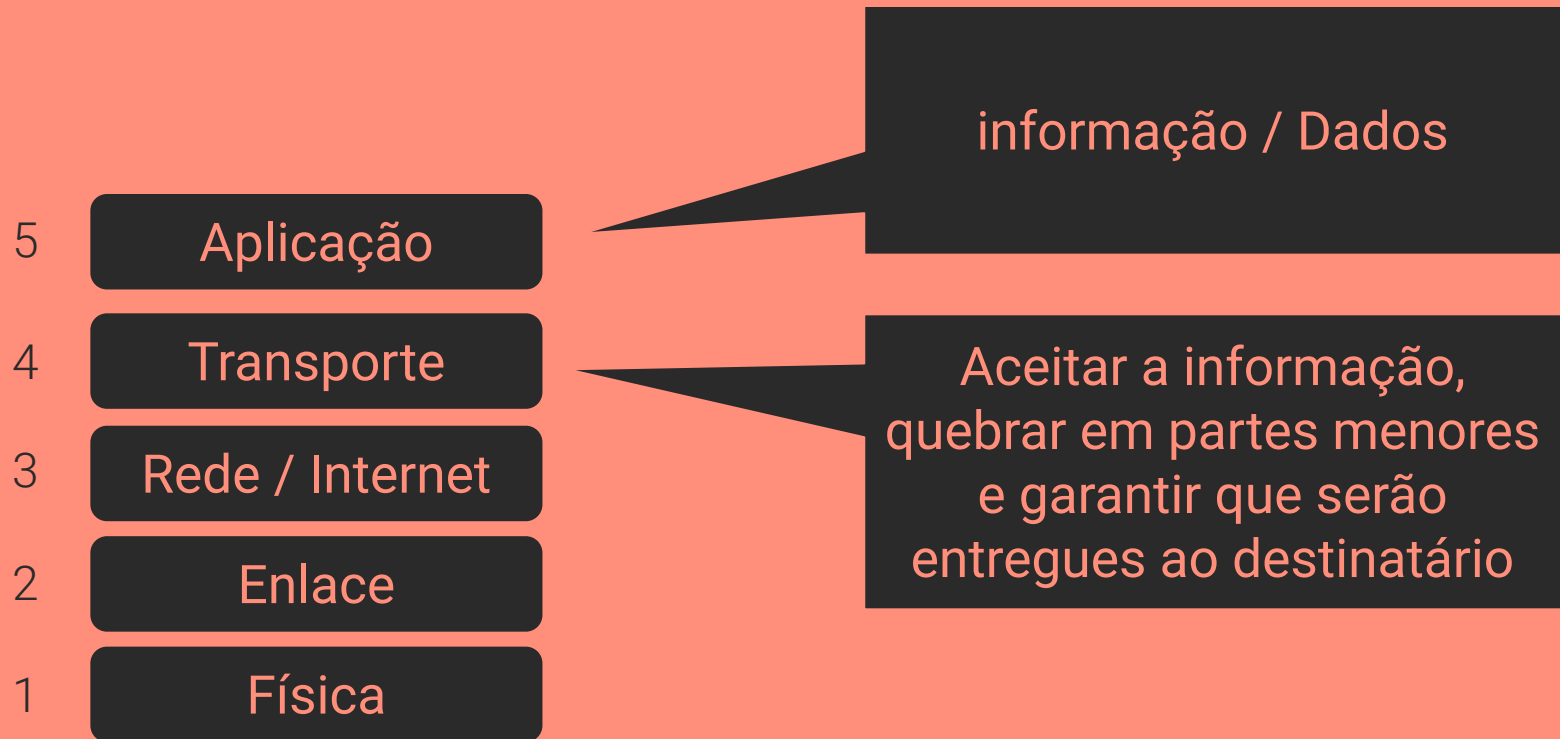 informação / Dados
5 Aplicação
4 Transporte
Aceitar a informação,
quebrar em partes menores
e garantir que serão
entregues ao destinatário
3 Rede / Internet
2 Enlace
1 Física